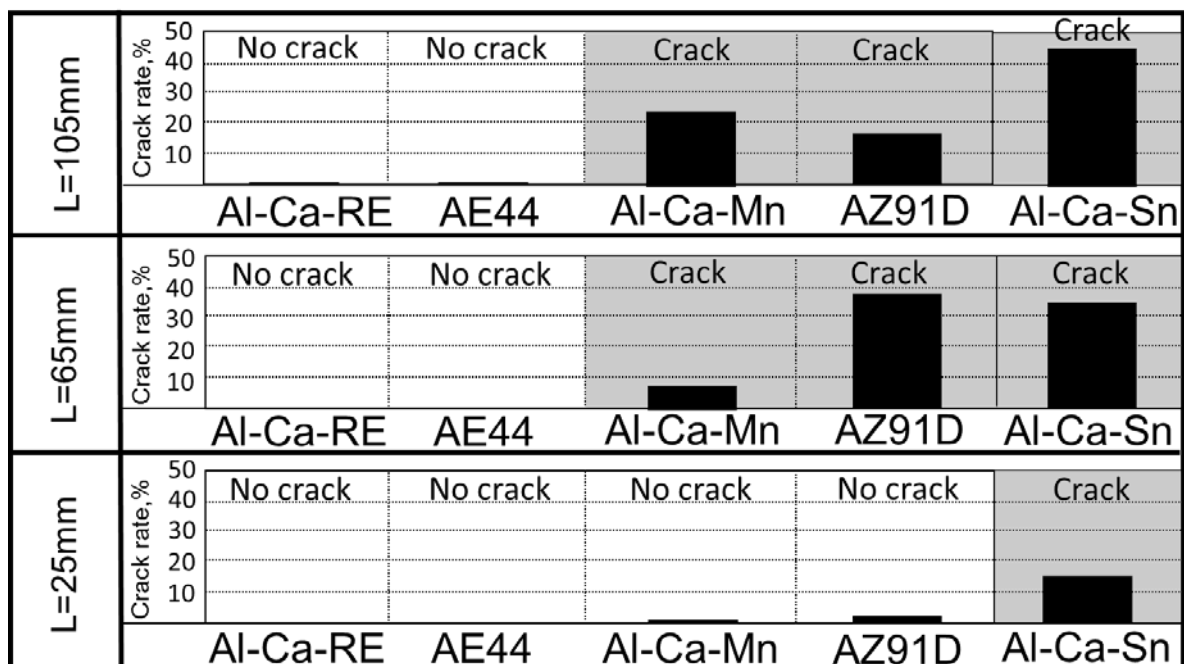 L=105mm
Crack rate,%
50
40
30
20
10
No crack No crack Crack Crack Crack
Al-Ca-RE AE44 Al-Ca-Mn AZ91D Al-Ca-Sn
L=65mm
Crack rate,%
50
40
30
20
10
No crack No crack Crack Crack Crack
Al-Ca-RE AE44 Al-Ca-Mn AZ91D Al-Ca-Sn
L=25mm
Crack rate,%
50
40
30
20
10
No crack No crack No crack No crack Crack
Al-Ca-RE AE44 Al-Ca-Mn AZ91D Al-Ca-Sn